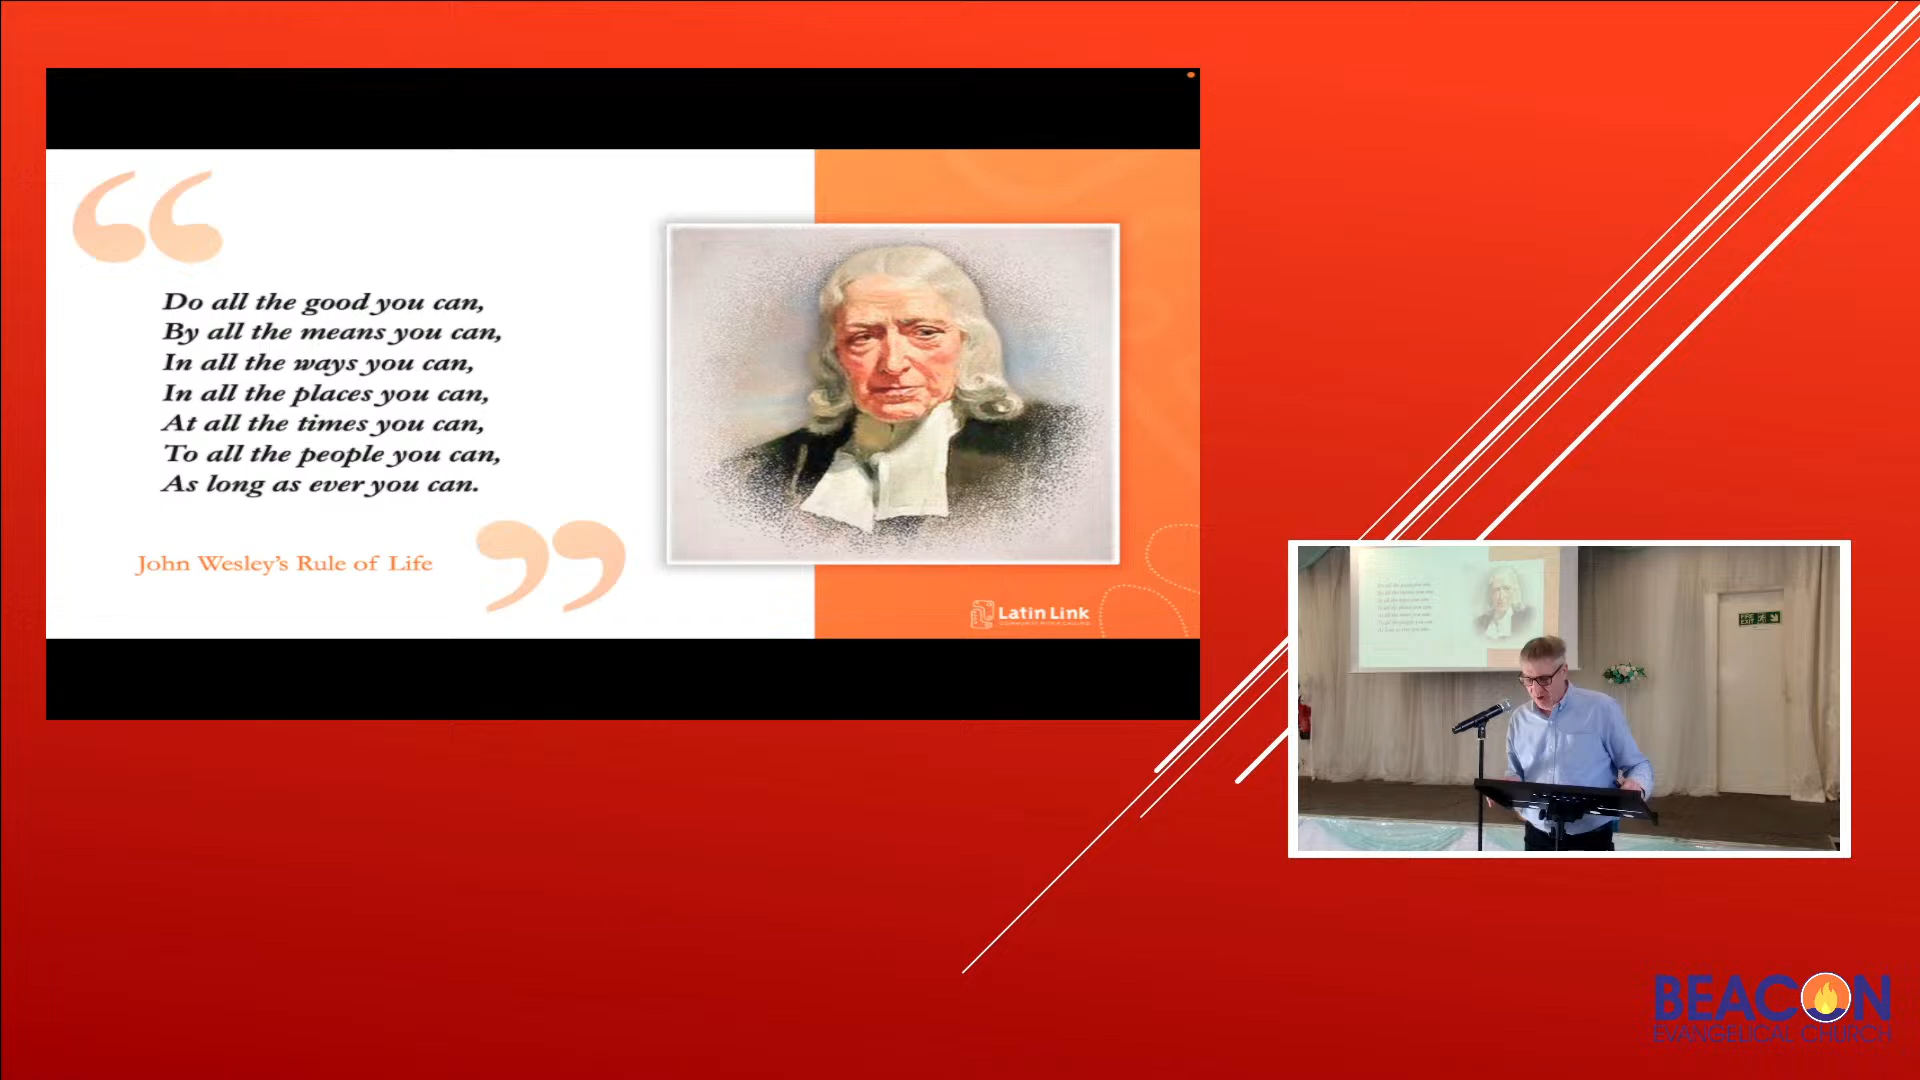 Do all the good you can,
By all the means you can,
In all the ways you can,
In all the places you can,
At all the times you can,
To all the people you can,
As long as ever you can.
John Wesley's Rule of Life
Latin Link
FIRE
EXIT
BEACON
EVANGELICAL CHURCH